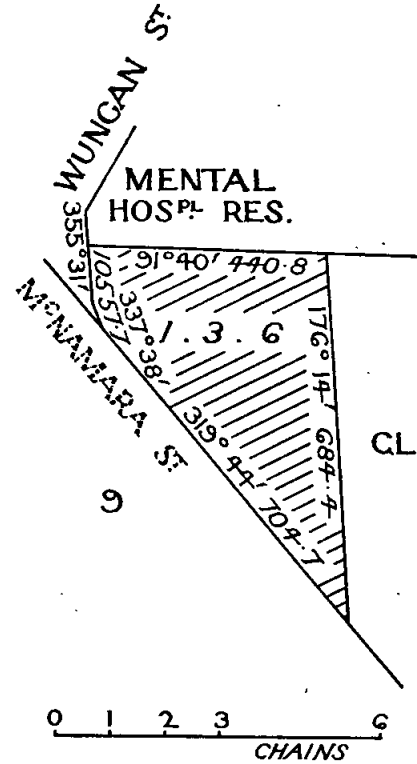 WUNGAN ST.
MENTAL
HOSPL. RES.
355°31'
105
91°40' 440.8
57.7
337°38'
1. 3. 6
176°14' 684.4
McNAMARA ST.
319°44' 704.7
CL
9
0 1 2 3 6
CHAINS